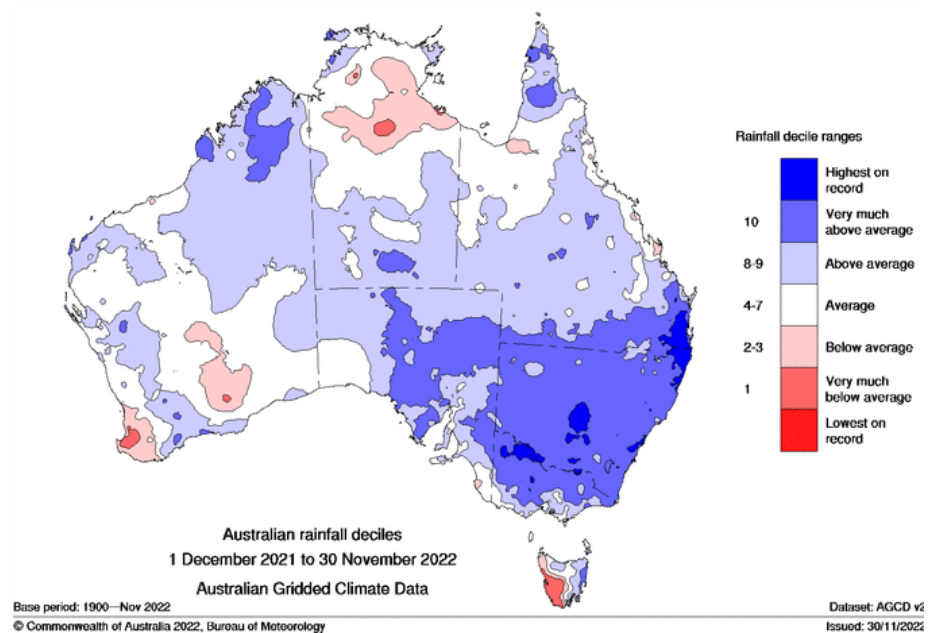 Rainfall decile ranges
Highest on
record
10
Very much
above average
8-9
Above average
4-7
Average
2-3
Below average
1
Very much
below average
Lowest on
record
Australian rainfall deciles
1 December 2021 to 30 November 2022
Australian Gridded Climate Data
Base period: 1900—Nov 2022
Dataset: AGCD v2
© Commonwealth of Australia 2022, Bureau of Meteorology
Issued: 30/11/2022